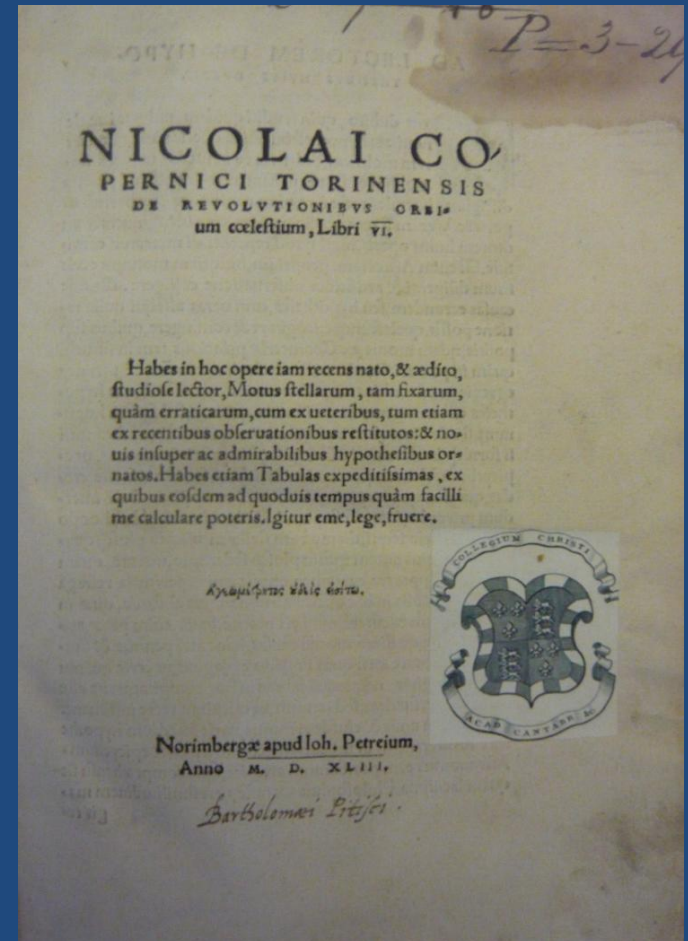 P=3-24
NICOLAI CO-
PERNICI TORINENSIS
DE REVOLVTIONIBVS ORBI-
um cœlestium, Libri VI.
Habes in hoc opere iam recens nato, & ædito,
studiose lector, Motus stellarum, tam fixarum,
quàm erraticarum, cum ex ueteribus, tum etiam
ex recentibus obseruationibus restitutos: & no-
uis insuper ac admirabilibus hypothesibus or-
natos. Habes etiam Tabulas expeditissimas, ex
quibus eosdem ad quoduis tempus quàm facilli
me calculare poteris. Igitur eme, lege, fruere.
COLLEGIUM CHRISTI
ACAD CANTABR &c
Norimbergæ apud Ioh. Petreium,
Anno M. D. XLIII.
Bartholomæi Pitisci.